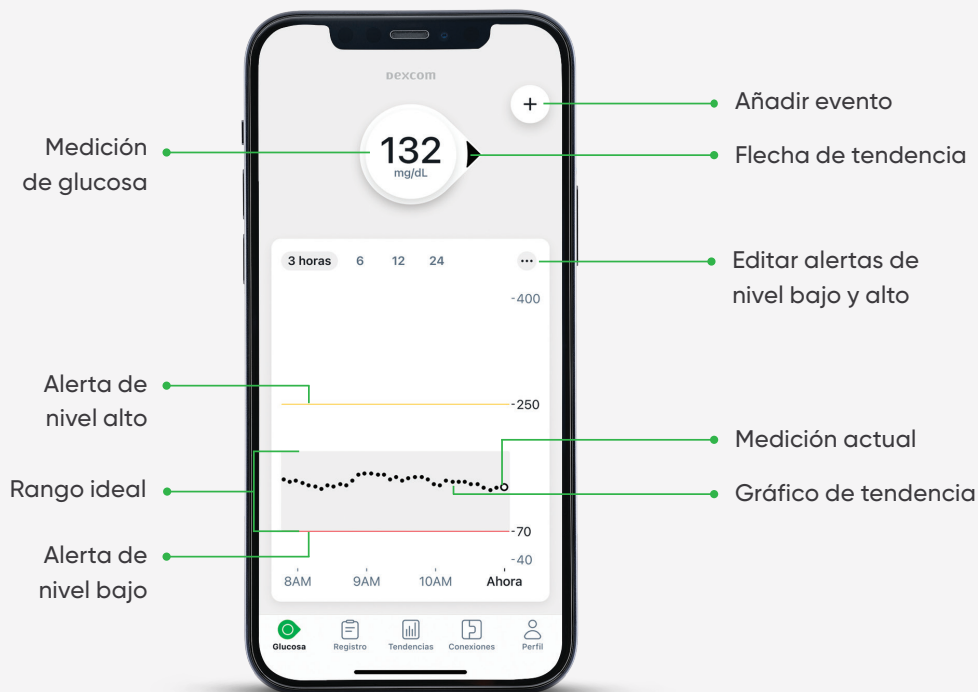 Dexcom
132
mg/dL
+
Añadir evento
Medición
de glucosa
Flecha de tendencia
3 horas 6 12 24 ...
Editar alertas de
nivel bajo y alto
-400
Alerta de
nivel alto
-250
Medición actual
Rango ideal
Gráfico de tendencia
-70
Alerta de
nivel bajo
-40
8AM 9AM 10AM Ahora
Glucosa Registro Tendencias Conexiones Perfil